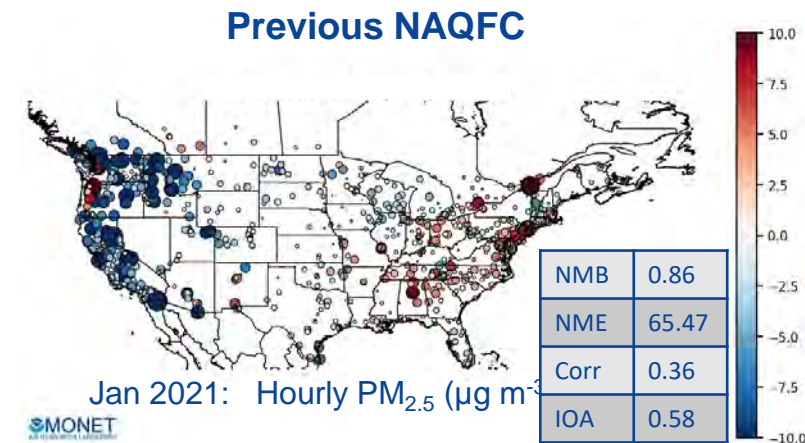 Previous NAQFC
10.0
7.5
5.0
2.5
0.0
−2.5
−5.0
−7.5
−10.0
NMB 0.86
NME 65.47
Corr 0.36
IOA 0.58
Jan 2021: Hourly PM2.5 (µg m-3
MONET